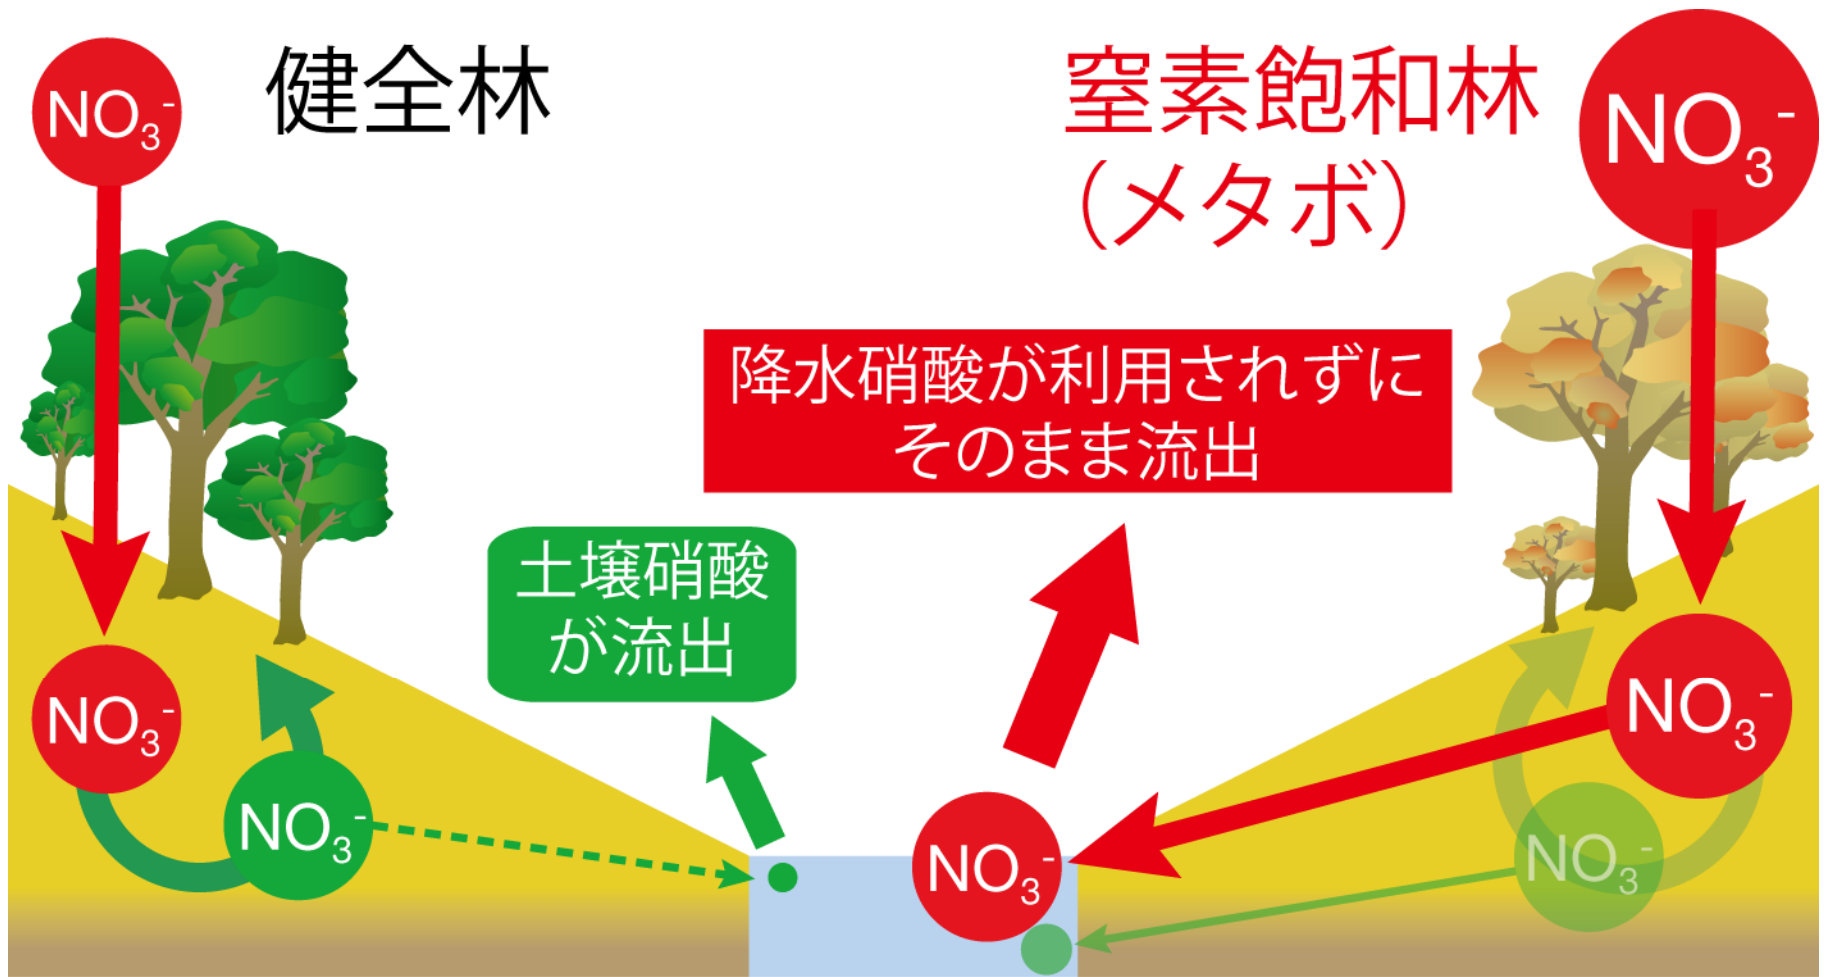 健全林
窒素飽和林
（メタボ）
NO₃⁻
NO₃⁻
降水硝酸が利用されずに
そのまま流出
土壌硝酸
が流出
NO₃⁻
NO₃⁻
NO₃⁻
NO₃⁻
NO₃⁻